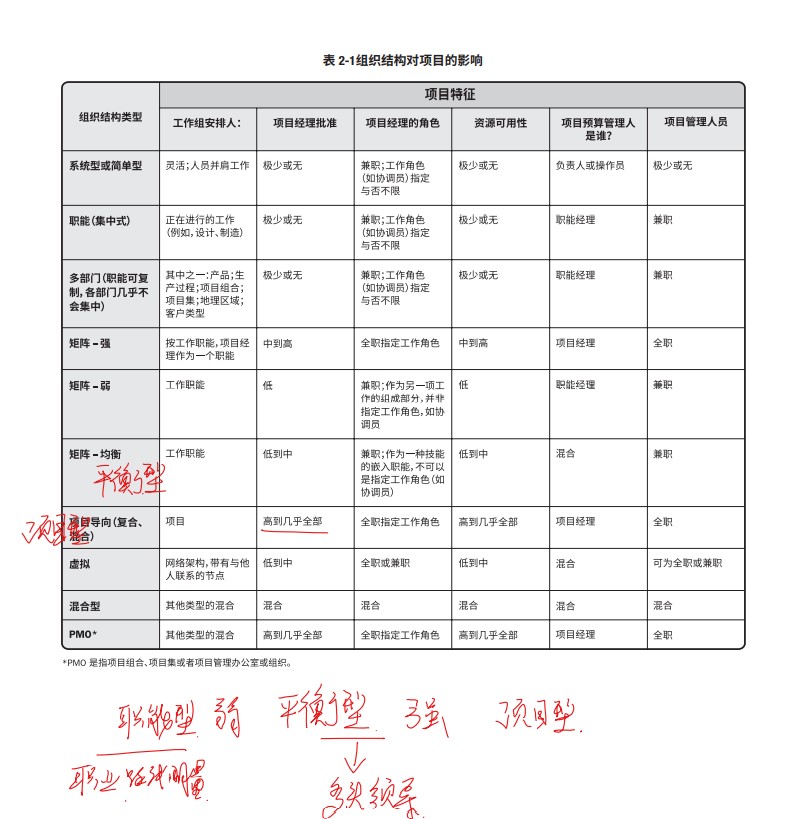 表 2-1组织结构对项目的影响
组织结构类型
项目特征
工作组安排人：
项目经理批准
项目经理的角色
资源可用性
项目预算管理人
是谁？
项目管理人员
系统型或简单型
灵活；人员并肩工作
极少或无
兼职；工作角色
（如协调员）指定
与否不限
极少或无
负责人或操作员
极少或无
职能（集中式）
正在进行的工作
（例如，设计、制造）
极少或无
兼职；工作角色
（如协调员）指定
与否不限
极少或无
职能经理
兼职
多部门（职能可复
制，各部门几乎不
会集中）
其中之一：产品；生
产过程；项目组合；
项目集；地理区域；
客户类型
极少或无
兼职；工作角色
（如协调员）指定
与否不限
极少或无
职能经理
兼职
矩阵 – 强
按工作职能，项目经
理作为一个职能
中到高
全职指定工作角色
中到高
项目经理
全职
矩阵 – 弱
工作职能
低
兼职；作为另一项工
作的组成部分，并非
指定工作角色，如协
调员
低
职能经理
兼职
矩阵 – 均衡
平衡型
工作职能
低到中
兼职；作为一种技能
的嵌入职能，不可以
是指定工作角色（如
协调员）
低到中
混合
兼职
项目型
项目导向（复合、
混合）
项目
高到几乎全部
全职指定工作角色
高到几乎全部
项目经理
全职
虚拟
网络架构，带有与他
人联系的节点
低到中
全职或兼职
低到中
混合
可为全职或兼职
混合型
其他类型的混合
混合
混合
混合
混合
混合
PMO*
其他类型的混合
高到几乎全部
全职指定工作角色
高到几乎全部
项目经理
全职
*PMO 是指项目组合、项目集或者项目管理办公室或组织。
职能型 弱 平衡型 强 项目型
职业路线明
多头领导